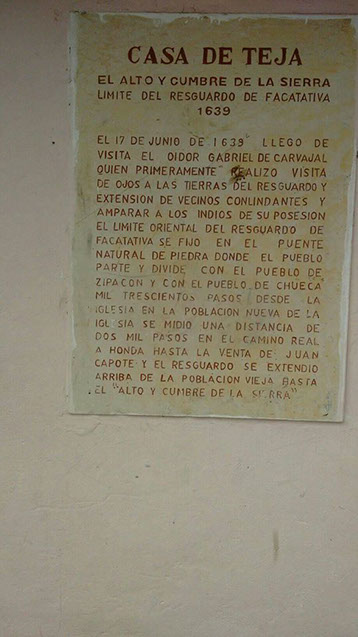 CASA DE TEJA
EL ALTO Y CUMBRE DE LA SIERRA
LIMITE DEL RESGUARDO DE FACATATIVA
1639
EL 17 DE JUNIO DE 1639 LLEGO DE
VISITA EL OIDOR GABRIEL DE CARVAJAL
QUIEN PRIMERAMENTE REALIZO VISITA
DE OJOS A LAS TIERRAS DEL RESGUARDO Y
EXTENSION DE VECINOS CONLINDANTES Y
AMPARAR A LOS INDIOS DE SU POSESION
EL LIMITE ORIENTAL DEL RESGUARDO DE
FACATATIVA SE FIJO EN EL PUENTE
NATURAL DE PIEDRA DONDE EL PUEBLO
PARTE Y DIVIDE CON EL PUEBLO DE
ZIPACON Y CON EL PUEBLO DE CHUECA
MIL TRESCIENTOS PASOS DESDE LA
IGLESIA EN LA POBLACION NUEVA DE LA
IGL SIA SE MIDIO UNA DISTANCIA DE
DOS MIL PASOS EN EL CAMINO REAL
A HONDA HASTA LA VENTA DE JUAN
CAPOTE Y EL RESGUARDO SE EXTENDIO
ARRIBA DE LA POBLACION VIEJA HASTA
EL "ALTO Y CUMBRE DE LA SIERRA"